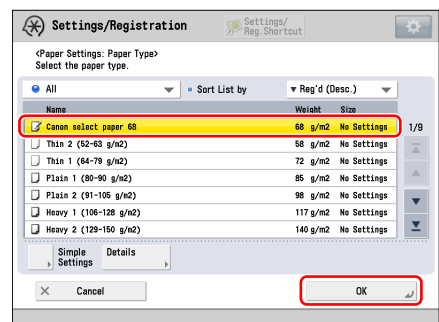 Settings/Registration
Settings/
Reg.Shortcut
<Paper Settings: Paper Type>
Select the paper type.
All
Sort List by
▼ Reg'd (Desc.)
Name Weight Size
Canon select paper 68 68 g/m2 No Settings
1/9
Thin 2 (52-63 g/m2) 58 g/m2 No Settings
Thin 1 (64-79 g/m2) 72 g/m2 No Settings
Plain 1 (80-90 g/m2) 85 g/m2 No Settings
Plain 2 (91-105 g/m2) 98 g/m2 No Settings
Heavy 1 (106-128 g/m2) 117 g/m2 No Settings
Heavy 2 (129-150 g/m2) 140 g/m2 No Settings
Simple
Settings
Details
Cancel
OK